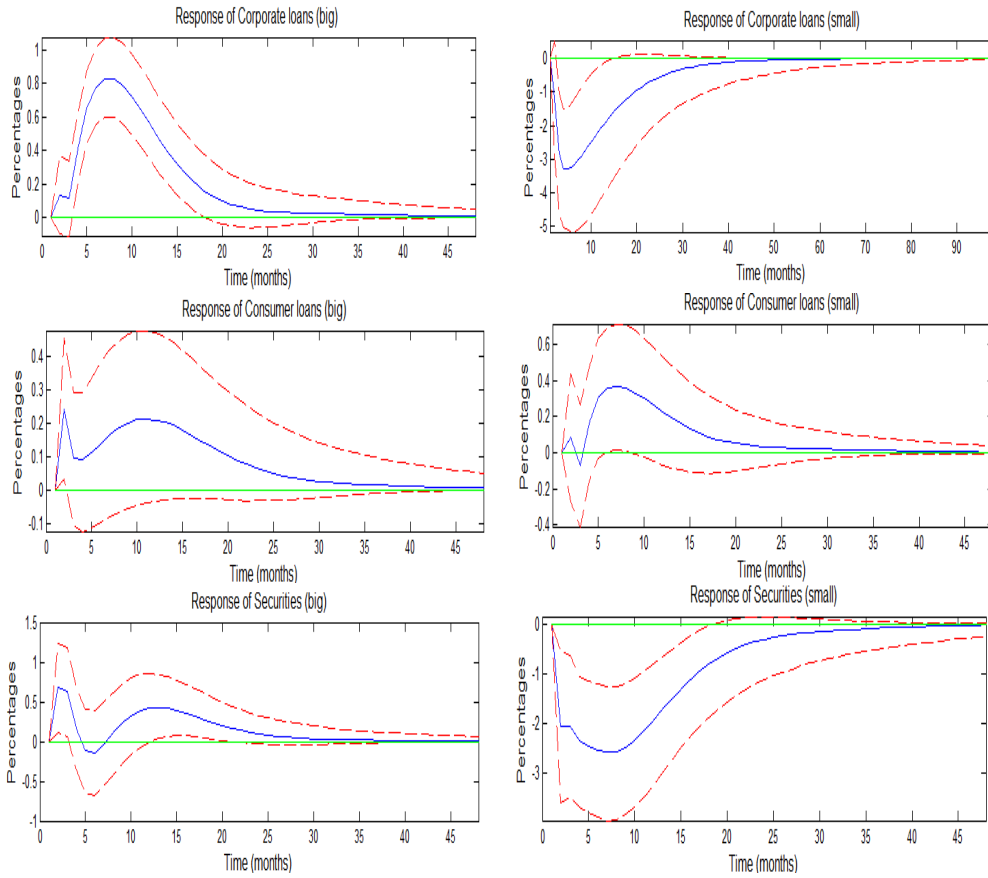 Response of Corporate loans (big)
Percentages
1
0.8
0.6
0.4
0.2
0
0 5 10 15 20 25 30 35 40 45
Time (months)
Response of Corporate loans (small)
Percentages
0
-1
-2
-3
-4
-5
10 20 30 40 50 60 70 80 90
Time (months)
Response of Consumer loans (big)
Percentages
0.4
0.3
0.2
0.1
0
-0.1
0 5 10 15 20 25 30 35 40 45
Time (months)
Response of Consumer loans (small)
Percentages
0.6
0.4
0.2
0
-0.2
-0.4
0 5 10 15 20 25 30 35 40 45
Time (months)
Response of Securities (big)
Percentages
1.5
1
0.5
0
-0.5
-1
0 5 10 15 20 25 30 35 40 45
Time (months)
Response of Securities (small)
Percentages
0
-1
-2
-3
0 5 10 15 20 25 30 35 40 45
Time (months)